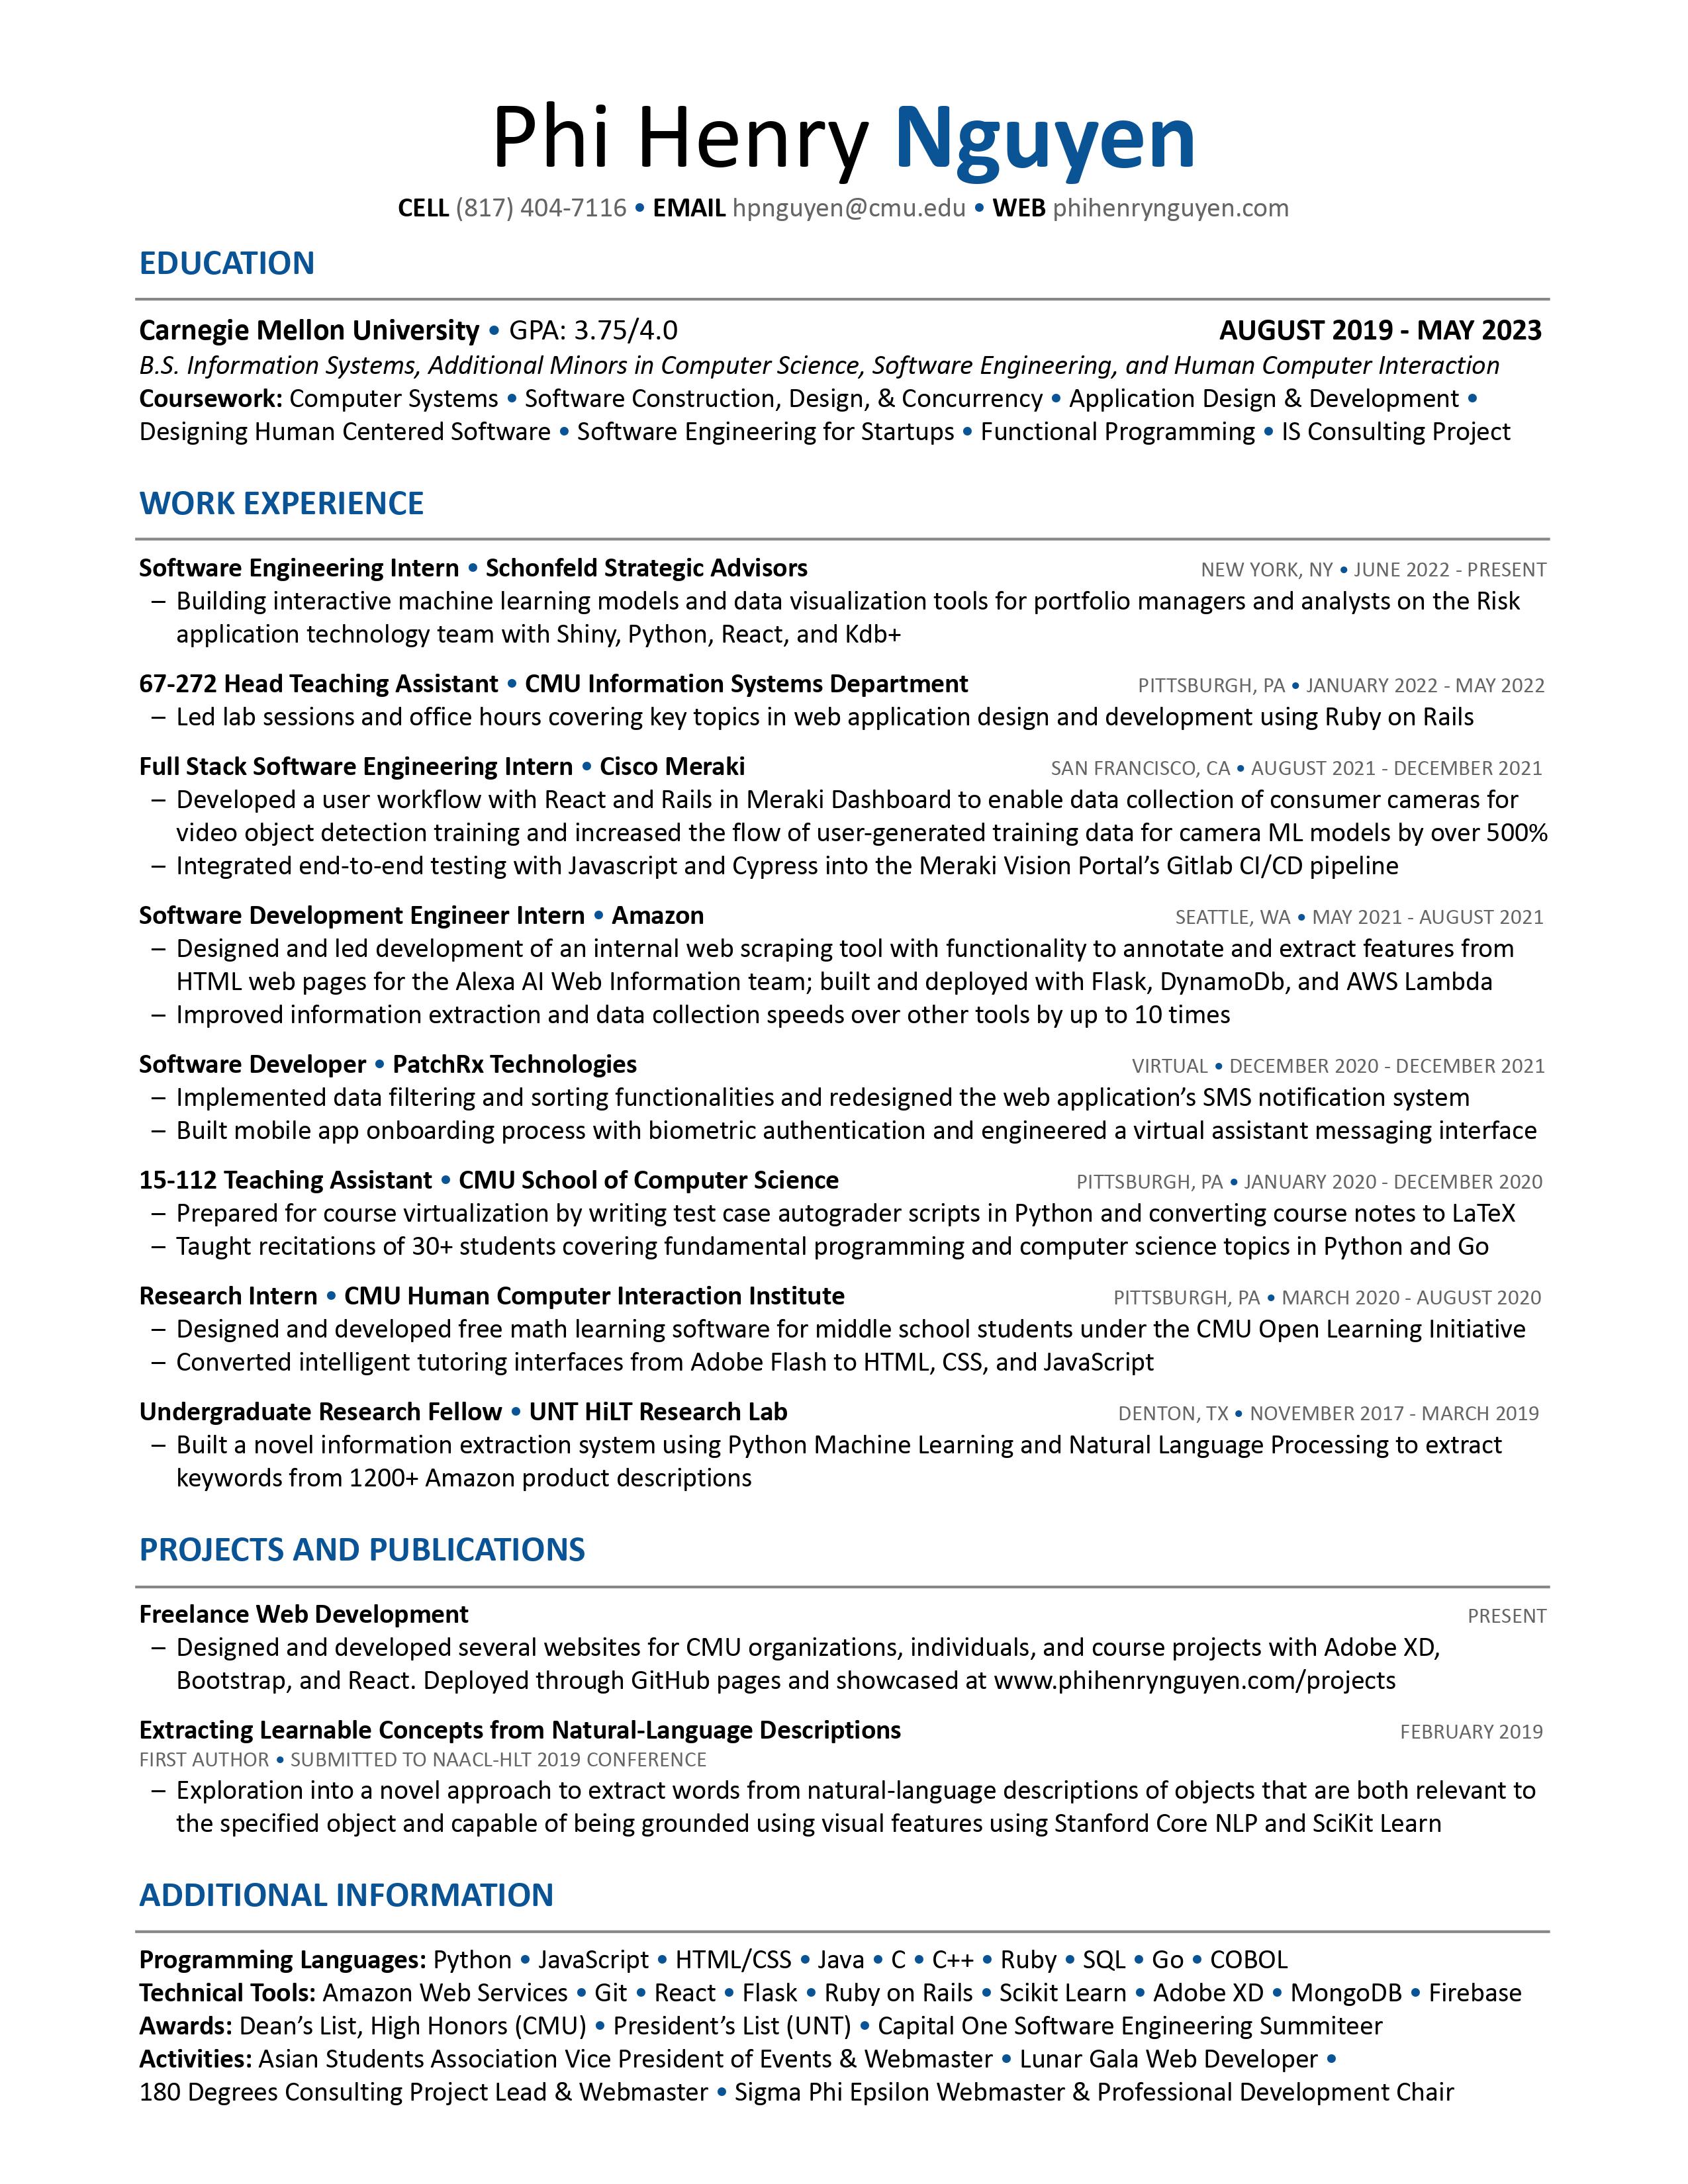 Phi Henry Nguyen
CELL (817) 404-7116 • EMAIL hpnguyen@cmu.edu • WEB phihenrynguyen.com
EDUCATION
Carnegie Mellon University • GPA: 3.75/4.0 AUGUST 2019 - MAY 2023
B.S. Information Systems, Additional Minors in Computer Science, Software Engineering, and Human Computer Interaction
Coursework: Computer Systems • Software Construction, Design, & Concurrency • Application Design & Development •
Designing Human Centered Software • Software Engineering for Startups • Functional Programming • IS Consulting Project
WORK EXPERIENCE
Software Engineering Intern • Schonfeld Strategic Advisors NEW YORK, NY • JUNE 2022 - PRESENT
– Building interactive machine learning models and data visualization tools for portfolio managers and analysts on the Risk
application technology team with Shiny, Python, React, and Kdb+
67-272 Head Teaching Assistant • CMU Information Systems Department PITTSBURGH, PA • JANUARY 2022 - MAY 2022
– Led lab sessions and office hours covering key topics in web application design and development using Ruby on Rails
Full Stack Software Engineering Intern • Cisco Meraki SAN FRANCISCO, CA • AUGUST 2021 - DECEMBER 2021
– Developed a user workflow with React and Rails in Meraki Dashboard to enable data collection of consumer cameras for
video object detection training and increased the flow of user-generated training data for camera ML models by over 500%
– Integrated end-to-end testing with Javascript and Cypress into the Meraki Vision Portal’s Gitlab CI/CD pipeline
Software Development Engineer Intern • Amazon SEATTLE, WA • MAY 2021 - AUGUST 2021
– Designed and led development of an internal web scraping tool with functionality to annotate and extract features from
HTML web pages for the Alexa AI Web Information team; built and deployed with Flask, DynamoDb, and AWS Lambda
– Improved information extraction and data collection speeds over other tools by up to 10 times
Software Developer • PatchRx Technologies VIRTUAL • DECEMBER 2020 - DECEMBER 2021
– Implemented data filtering and sorting functionalities and redesigned the web application’s SMS notification system
– Built mobile app onboarding process with biometric authentication and engineered a virtual assistant messaging interface
15-112 Teaching Assistant • CMU School of Computer Science PITTSBURGH, PA • JANUARY 2020 - DECEMBER 2020
– Prepared for course virtualization by writing test case autograder scripts in Python and converting course notes to LaTeX
– Taught recitations of 30+ students covering fundamental programming and computer science topics in Python and Go
Research Intern • CMU Human Computer Interaction Institute PITTSBURGH, PA • MARCH 2020 - AUGUST 2020
– Designed and developed free math learning software for middle school students under the CMU Open Learning Initiative
– Converted intelligent tutoring interfaces from Adobe Flash to HTML, CSS, and JavaScript
Undergraduate Research Fellow • UNT HiLT Research Lab DENTON, TX • NOVEMBER 2017 - MARCH 2019
– Built a novel information extraction system using Python Machine Learning and Natural Language Processing to extract
keywords from 1200+ Amazon product descriptions
PROJECTS AND PUBLICATIONS
Freelance Web Development PRESENT
– Designed and developed several websites for CMU organizations, individuals, and course projects with Adobe XD,
Bootstrap, and React. Deployed through GitHub pages and showcased at www.phihenrynguyen.com/projects
Extracting Learnable Concepts from Natural-Language Descriptions FEBRUARY 2019
FIRST AUTHOR • SUBMITTED TO NAACL-HLT 2019 CONFERENCE
– Exploration into a novel approach to extract words from natural-language descriptions of objects that are both relevant to
the specified object and capable of being grounded using visual features using Stanford Core NLP and SciKit Learn
ADDITIONAL INFORMATION
Programming Languages: Python • JavaScript • HTML/CSS • Java • C • C++ • Ruby • SQL • Go • COBOL
Technical Tools: Amazon Web Services • Git • React • Flask • Ruby on Rails • Scikit Learn • Adobe XD • MongoDB • Firebase
Awards: Dean’s List, High Honors (CMU) • President’s List (UNT) • Capital One Software Engineering Summiteer
Activities: Asian Students Association Vice President of Events & Webmaster • Lunar Gala Web Developer •
180 Degrees Consulting Project Lead & Webmaster • Sigma Phi Epsilon Webmaster & Professional Development Chair